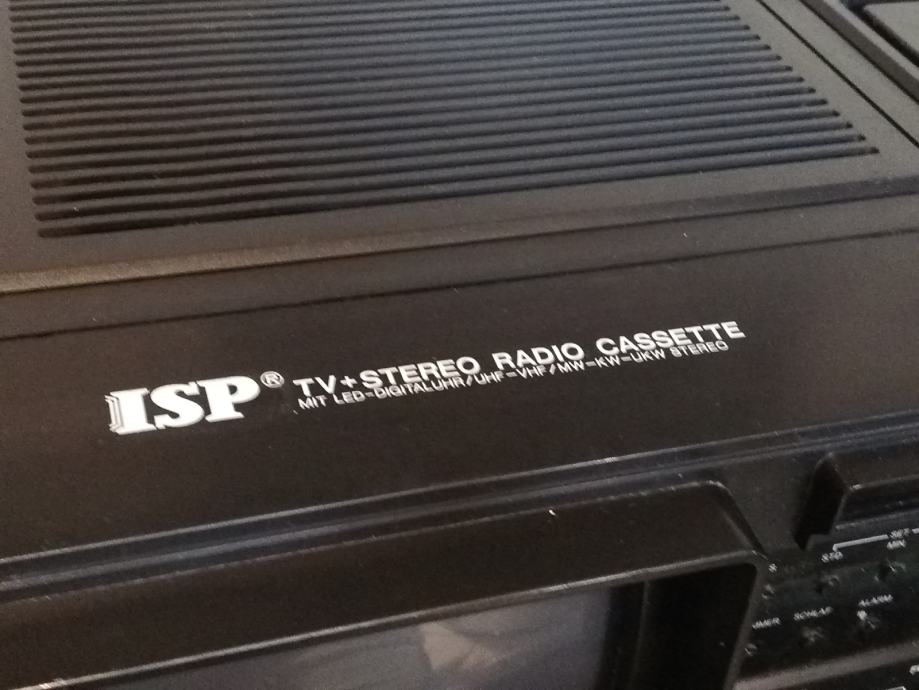 ISP® TV+STEREO RADIO CASSETTE
MIT LED-DIGITALUHR/UHF-VHF/MW-KW-UKW STEREO
SET
STD MIN.
SCHLAF ALARM